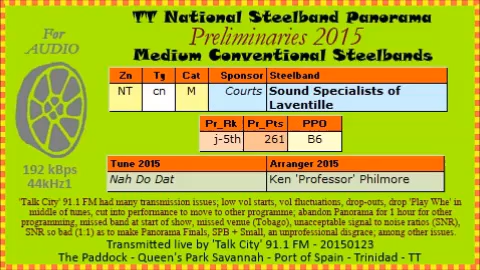 TT National Steelband Panorama
For
AUDIO
Preliminaries 2015
Medium Conventional Steelbands
Zn Tg Cat Sponsor Steelband
NT cn M Courts Sound Specialists of
Laventille
Pr_Rk Pr_Pts PPO
j-5th 261 B6
192 kBps
44kHz1
Tune 2015 Arranger 2015
Nah Do Dat Ken 'Professor' Philmore
'Talk City' 91.1 FM had many transmission issues; low vol starts, vol fluctuations, drop-outs, drop 'Play Whe' in
middle of tunes, cut into performance to move to other programme; abandon Panorama for 1 hour for other
programming, missed band at start of show, missed venue (Tobago), unacceptable signal to noise ratios (SNR),
SNR so bad (1:1) as to make Panorama Finals, SPB + Small, an unprofessional disgrace; among other issues.
Transmitted live by 'Talk City' 91.1 FM - 20150123
The Paddock - Queen's Park Savannah - Port of Spain - Trinidad - TT